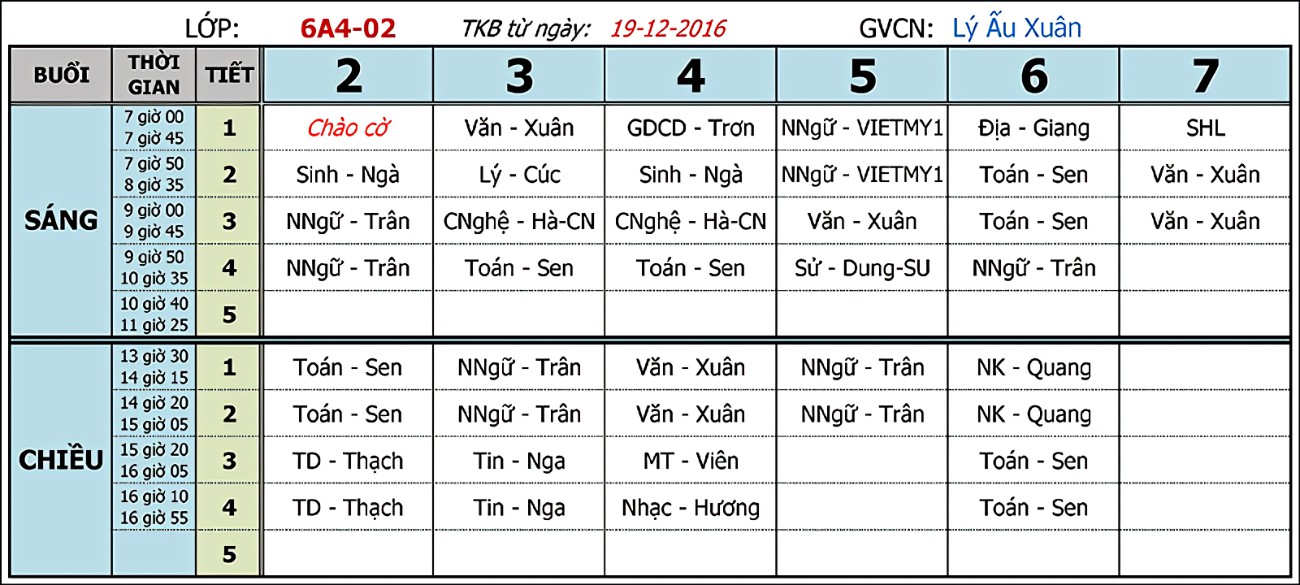 LỚP: 6A4-02 TKB từ ngày: 19-12-2016 GVCN: Lý Ấu Xuân
BUỔI THỜI GIAN TIẾT 2 3 4 5 6 7
SÁNG
7 giờ 00 7 giờ 45 1 Chào cờ Văn - Xuân GDCD - Trơn NNgữ - VIETMY1 Địa - Giang SHL
7 giờ 50 8 giờ 35 2 Sinh - Ngà Lý - Cúc Sinh - Ngà NNgữ - VIETMY1 Toán - Sen Văn - Xuân
9 giờ 00 9 giờ 45 3 NNgữ - Trân CNghệ - Hà-CN CNghệ - Hà-CN Văn - Xuân Toán - Sen Văn - Xuân
9 giờ 50 10 giờ 35 4 NNgữ - Trân Toán - Sen Toán - Sen Sử - Dung-SU NNgữ - Trân
10 giờ 40 11 giờ 25 5
CHIỀU
13 giờ 30 14 giờ 15 1 Toán - Sen NNgữ - Trân Văn - Xuân NNgữ - Trân NK - Quang
14 giờ 20 15 giờ 05 2 Toán - Sen NNgữ - Trân Văn - Xuân NNgữ - Trân NK - Quang
15 giờ 20 16 giờ 05 3 TD - Thạch Tin - Nga MT - Viên Toán - Sen
16 giờ 10 16 giờ 55 4 TD - Thạch Tin - Nga Nhạc - Hương Toán - Sen
5